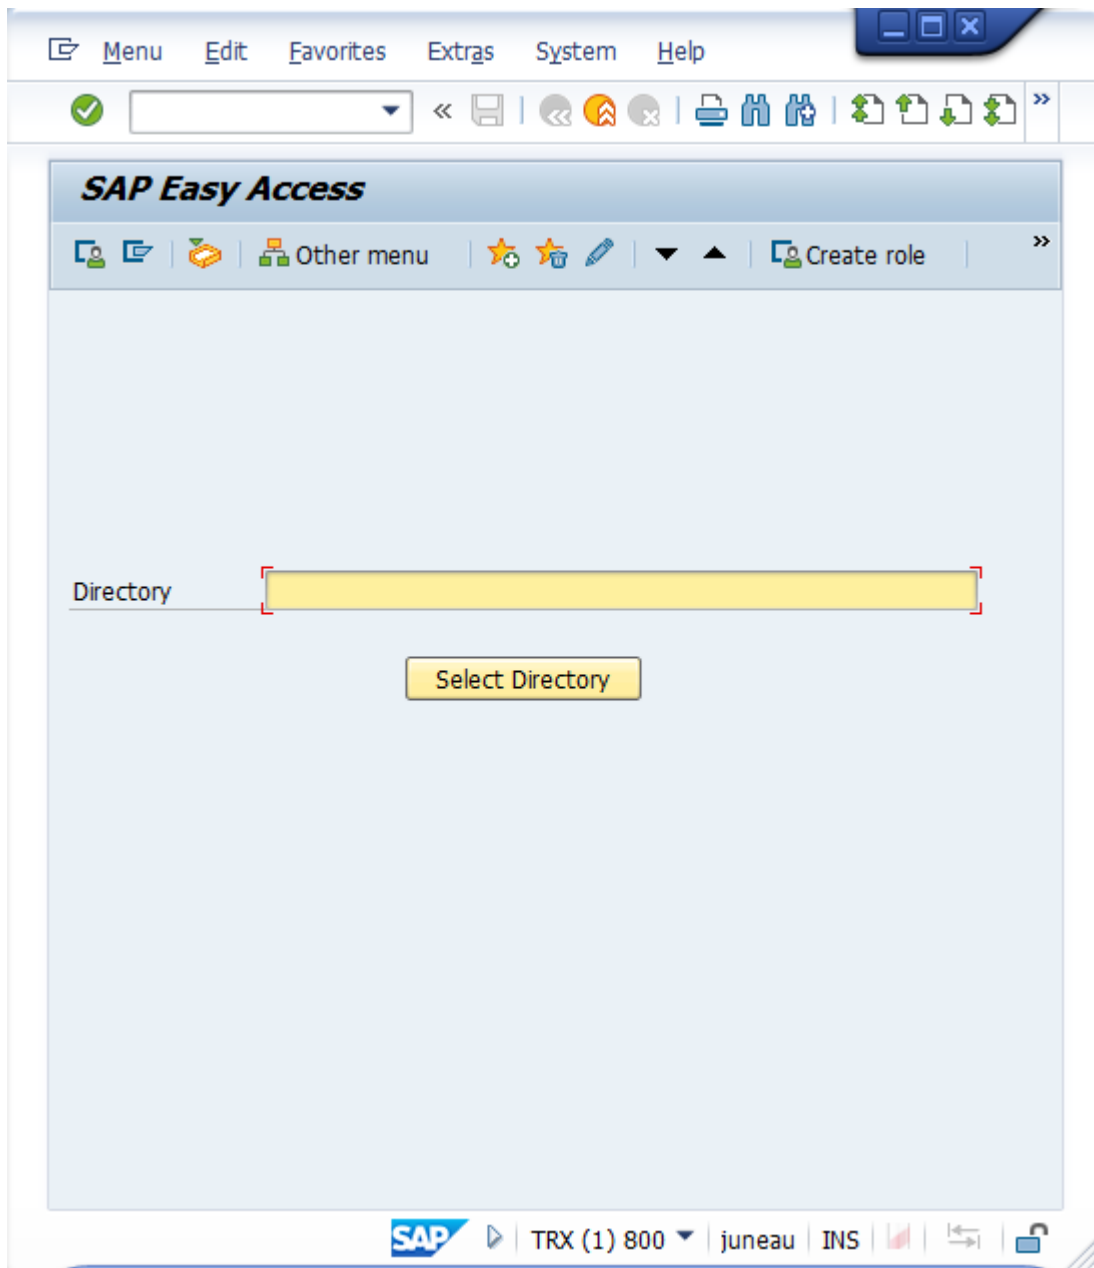 Menu Edit Favorites Extras System Help
SAP Easy Access
Other menu Create role
Directory
Select Directory
SAP TRX (1) 800 juneau INS